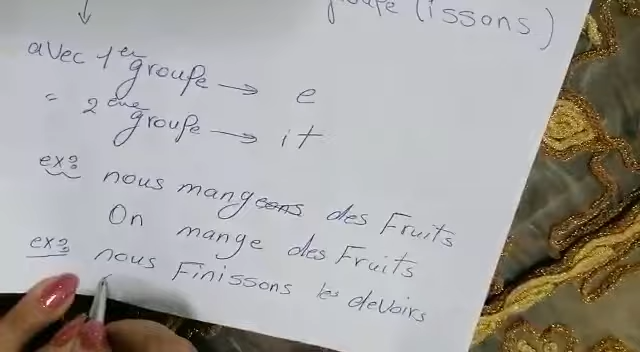 (issons)
avec 1er groupe → e
" 2ème groupe → it
ex: nous mangeons des Fruits
On mange des Fruits
ex: nous Finissons les devoirs